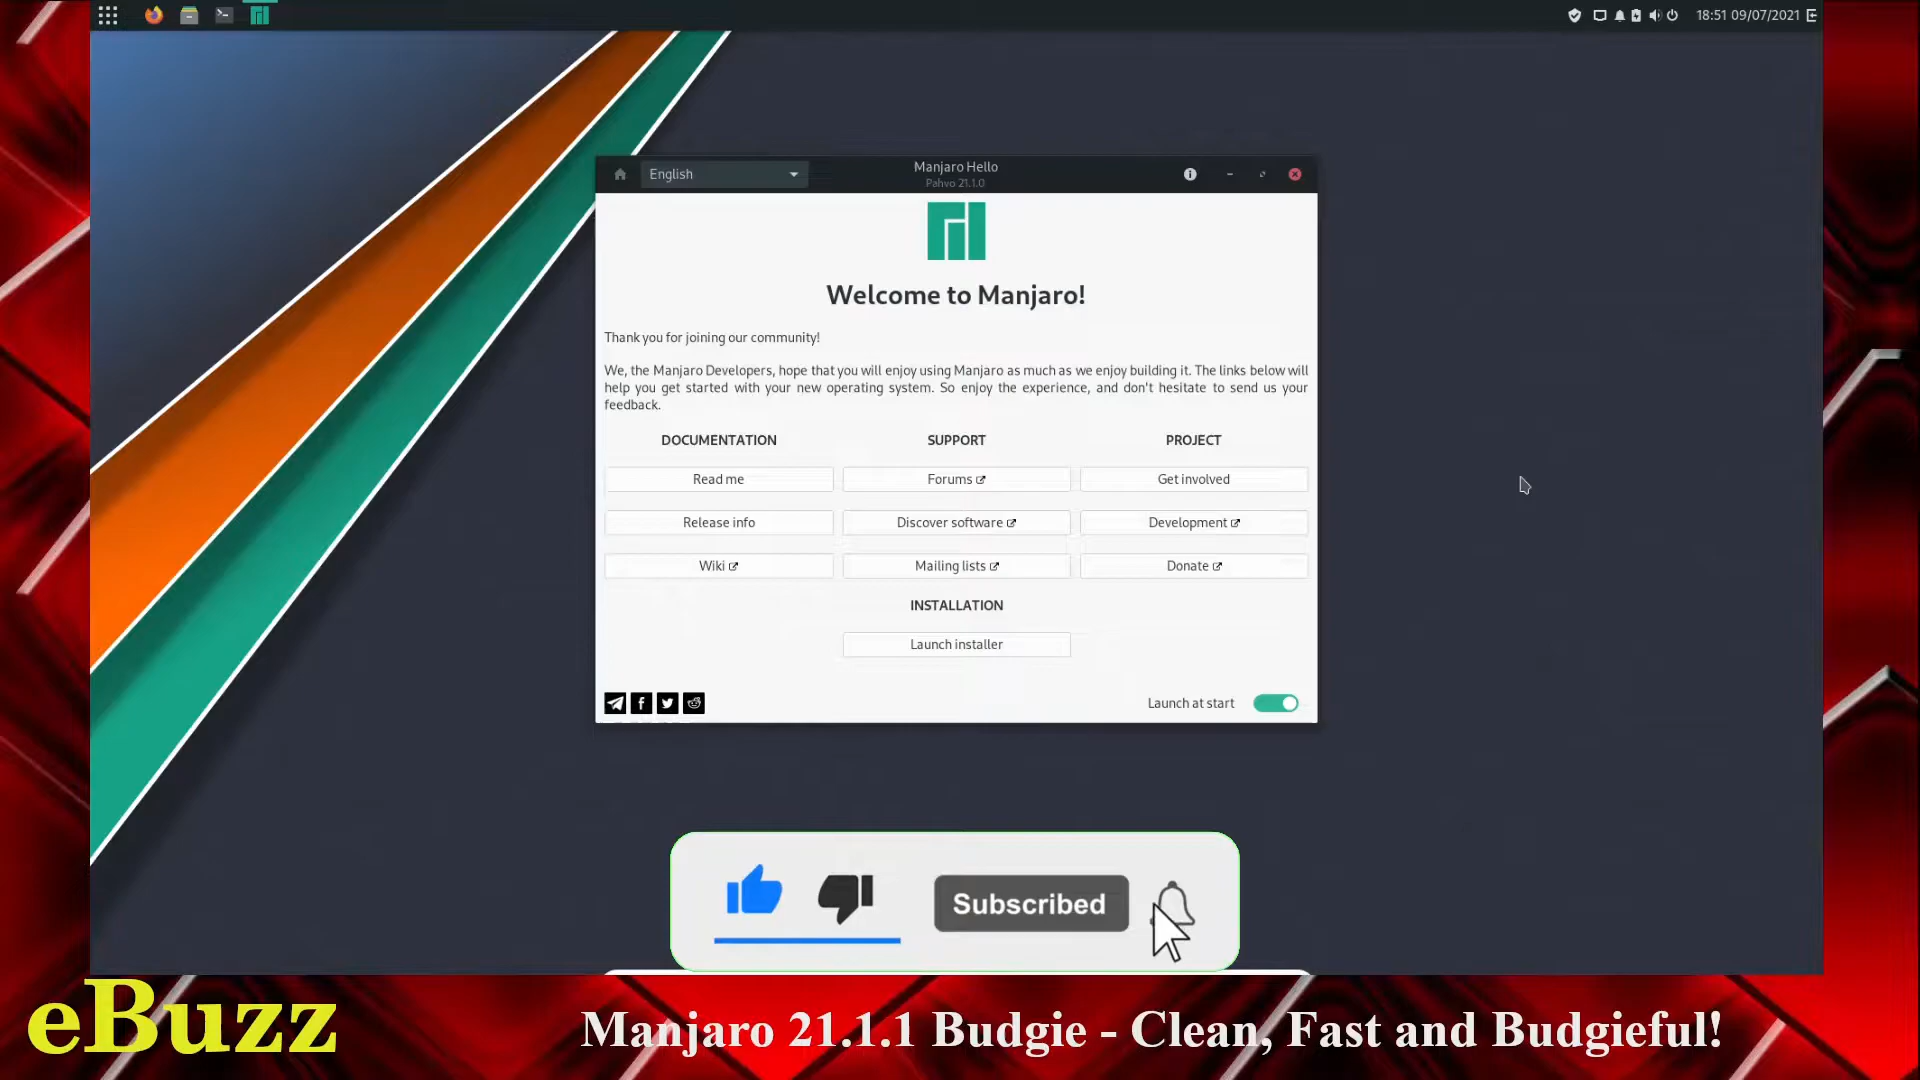 18:51 09/07/2021
English
Manjaro Hello
Pahvo 21.1.0
Welcome to Manjaro!
Thank you for joining our community!
We, the Manjaro Developers, hope that you will enjoy using Manjaro as much as we enjoy building it. The links below will
help you get started with your new operating system. So enjoy the experience, and don't hesitate to send us your
feedback.
DOCUMENTATION SUPPORT PROJECT
Read me Forums Get involved
Release info Discover software Development
Wiki Mailing lists Donate
INSTALLATION
Launch installer
Launch at start
Subscribed
eBuzz
Manjaro 21.1.1 Budgie - Clean, Fast and Budgieful!